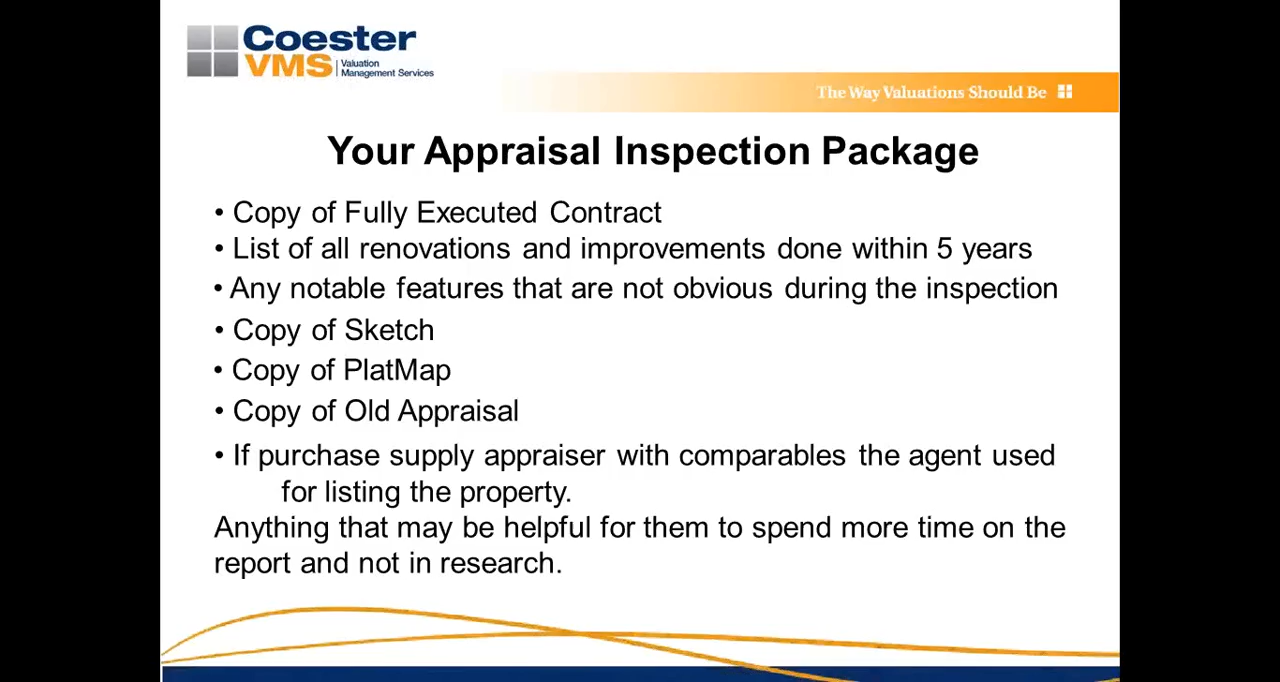 Coester
VMS
Valuation
Management Services
The Way Valuations Should Be
Your Appraisal Inspection Package
• Copy of Fully Executed Contract
• List of all renovations and improvements done within 5 years
• Any notable features that are not obvious during the inspection
• Copy of Sketch
• Copy of PlatMap
• Copy of Old Appraisal
• If purchase supply appraiser with comparables the agent used
for listing the property.
Anything that may be helpful for them to spend more time on the
report and not in research.